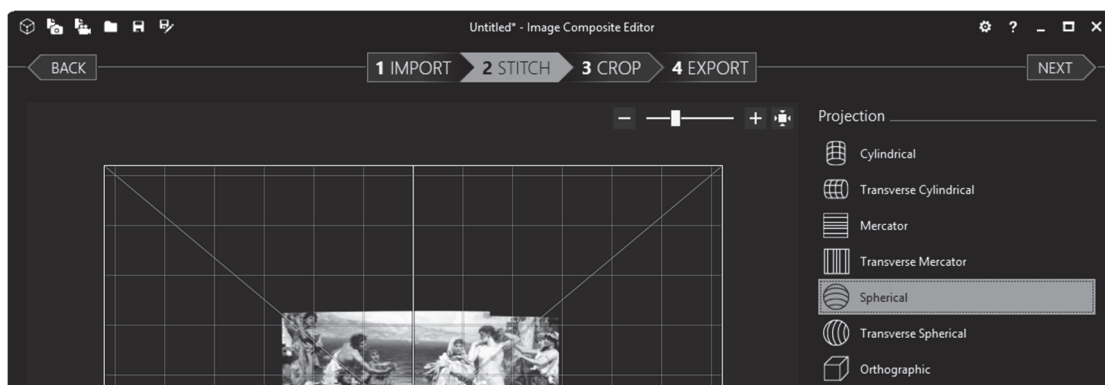 Untitled* - Image Composite Editor
?
BACK
1 IMPORT
2 STITCH
3 CROP
4 EXPORT
NEXT
Projection
Cylindrical
Transverse Cylindrical
Mercator
Transverse Mercator
Spherical
Transverse Spherical
Orthographic